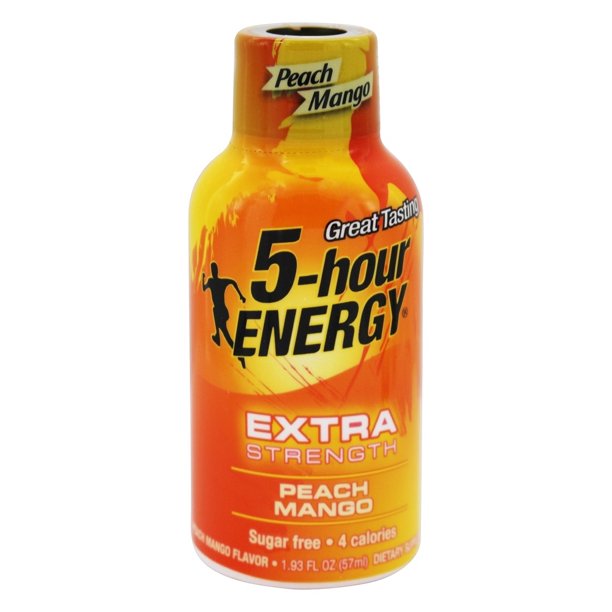 Peach
Mango
Great Tasting
5-hour
ENERGY®
EXTRA
STRENGTH
PEACH
MANGO
Sugar free • 4 calories
MANGO FLAVOR • 1.93 FL OZ (57ml) DIETARY